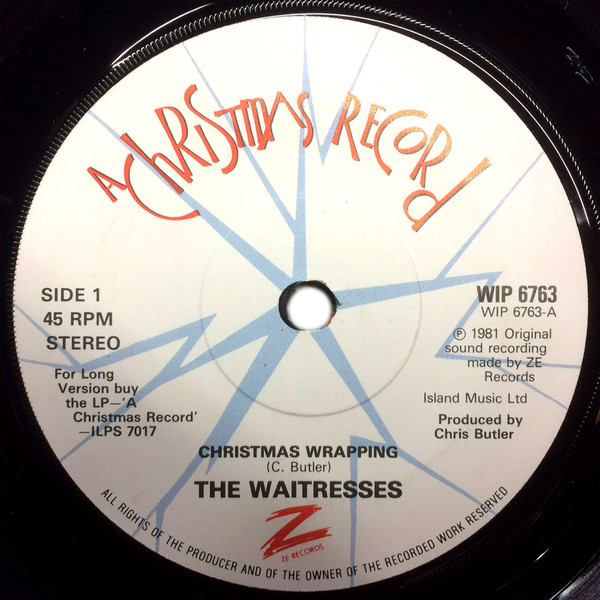 A CHRISTMAS RECORD
SIDE 1
45 RPM
STEREO
For Long
Version buy
the LP–'A
Christmas Record'
–ILPS 7017
WIP 6763
WIP 6763-A
℗ 1981 Original
sound recording
made by ZE
Records
Island Music Ltd
Produced by
Chris Butler
CHRISTMAS WRAPPING
(C. Butler)
THE WAITRESSES
Z
ZE RECORDS
ALL RIGHTS OF THE PRODUCER AND OF THE OWNER OF THE RECORDED WORK RESERVED